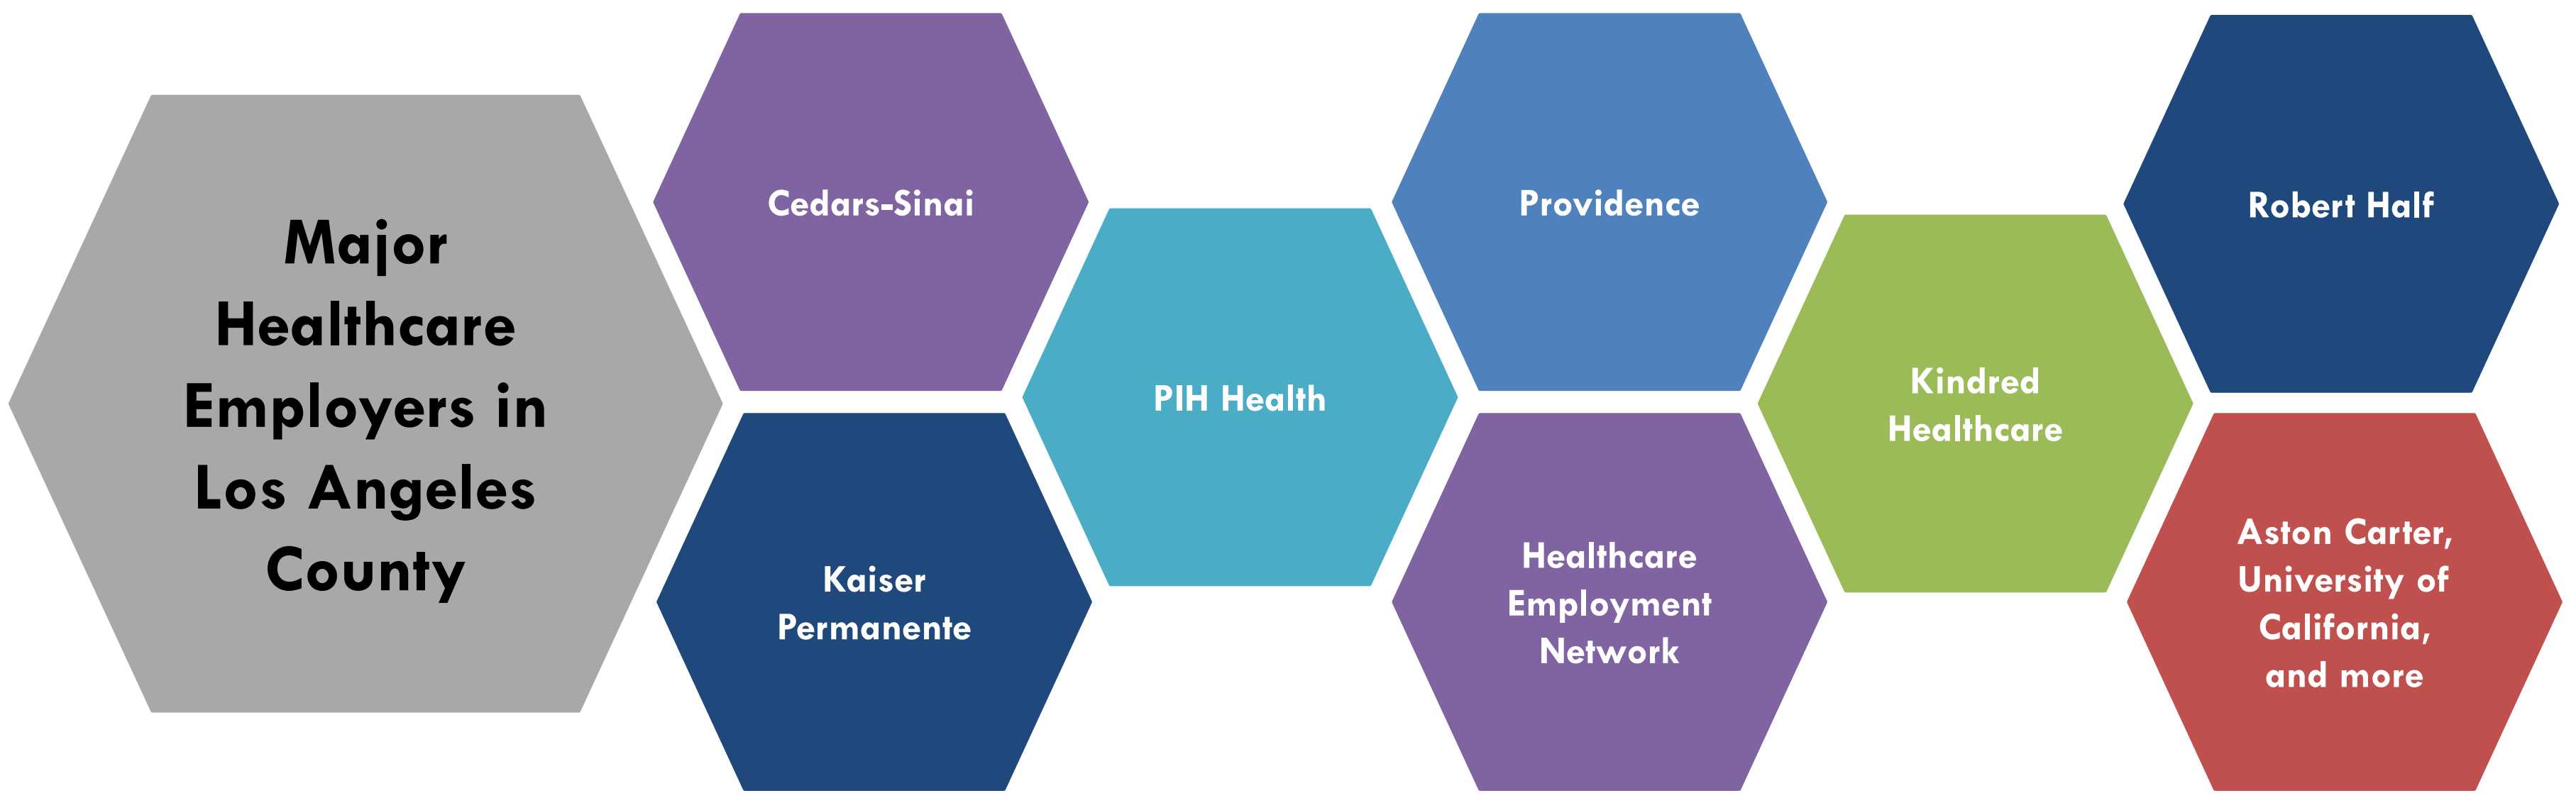 Major
Healthcare
Employers in
Los Angeles
County
Cedars-Sinai
Kaiser
Permanente
PIH Health
Providence
Healthcare
Employment
Network
Kindred
Healthcare
Robert Half
Aston Carter,
University of
California,
and more